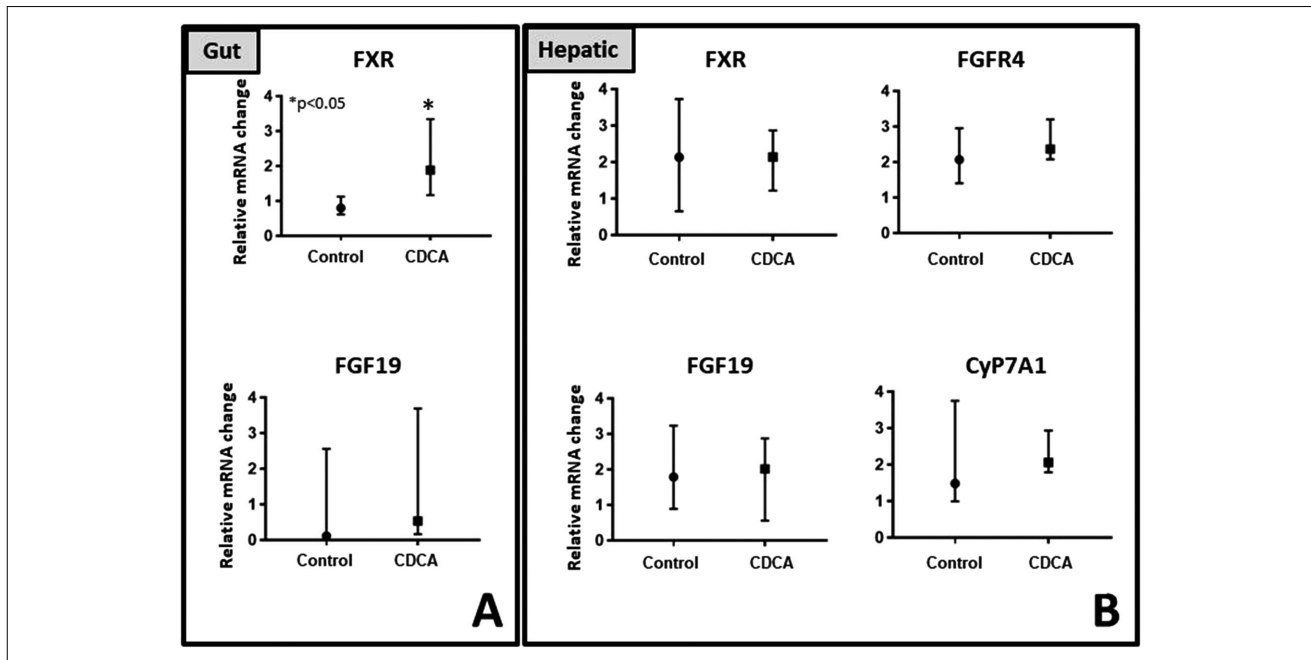 Gut
FXR
Relative mRNA change
*p<0.05
*
4
3
2
1
0
Control CDCA
FGF19
Relative mRNA change
4
3
2
1
0
Control CDCA
A
Hepatic
FXR
Relative mRNA change
4
3
2
1
0
Control CDCA
FGFR4
4
3
2
1
0
Control CDCA
FGF19
Relative mRNA change
4
3
2
1
0
Control CDCA
CyP7A1
4
3
2
1
0
Control CDCA
B